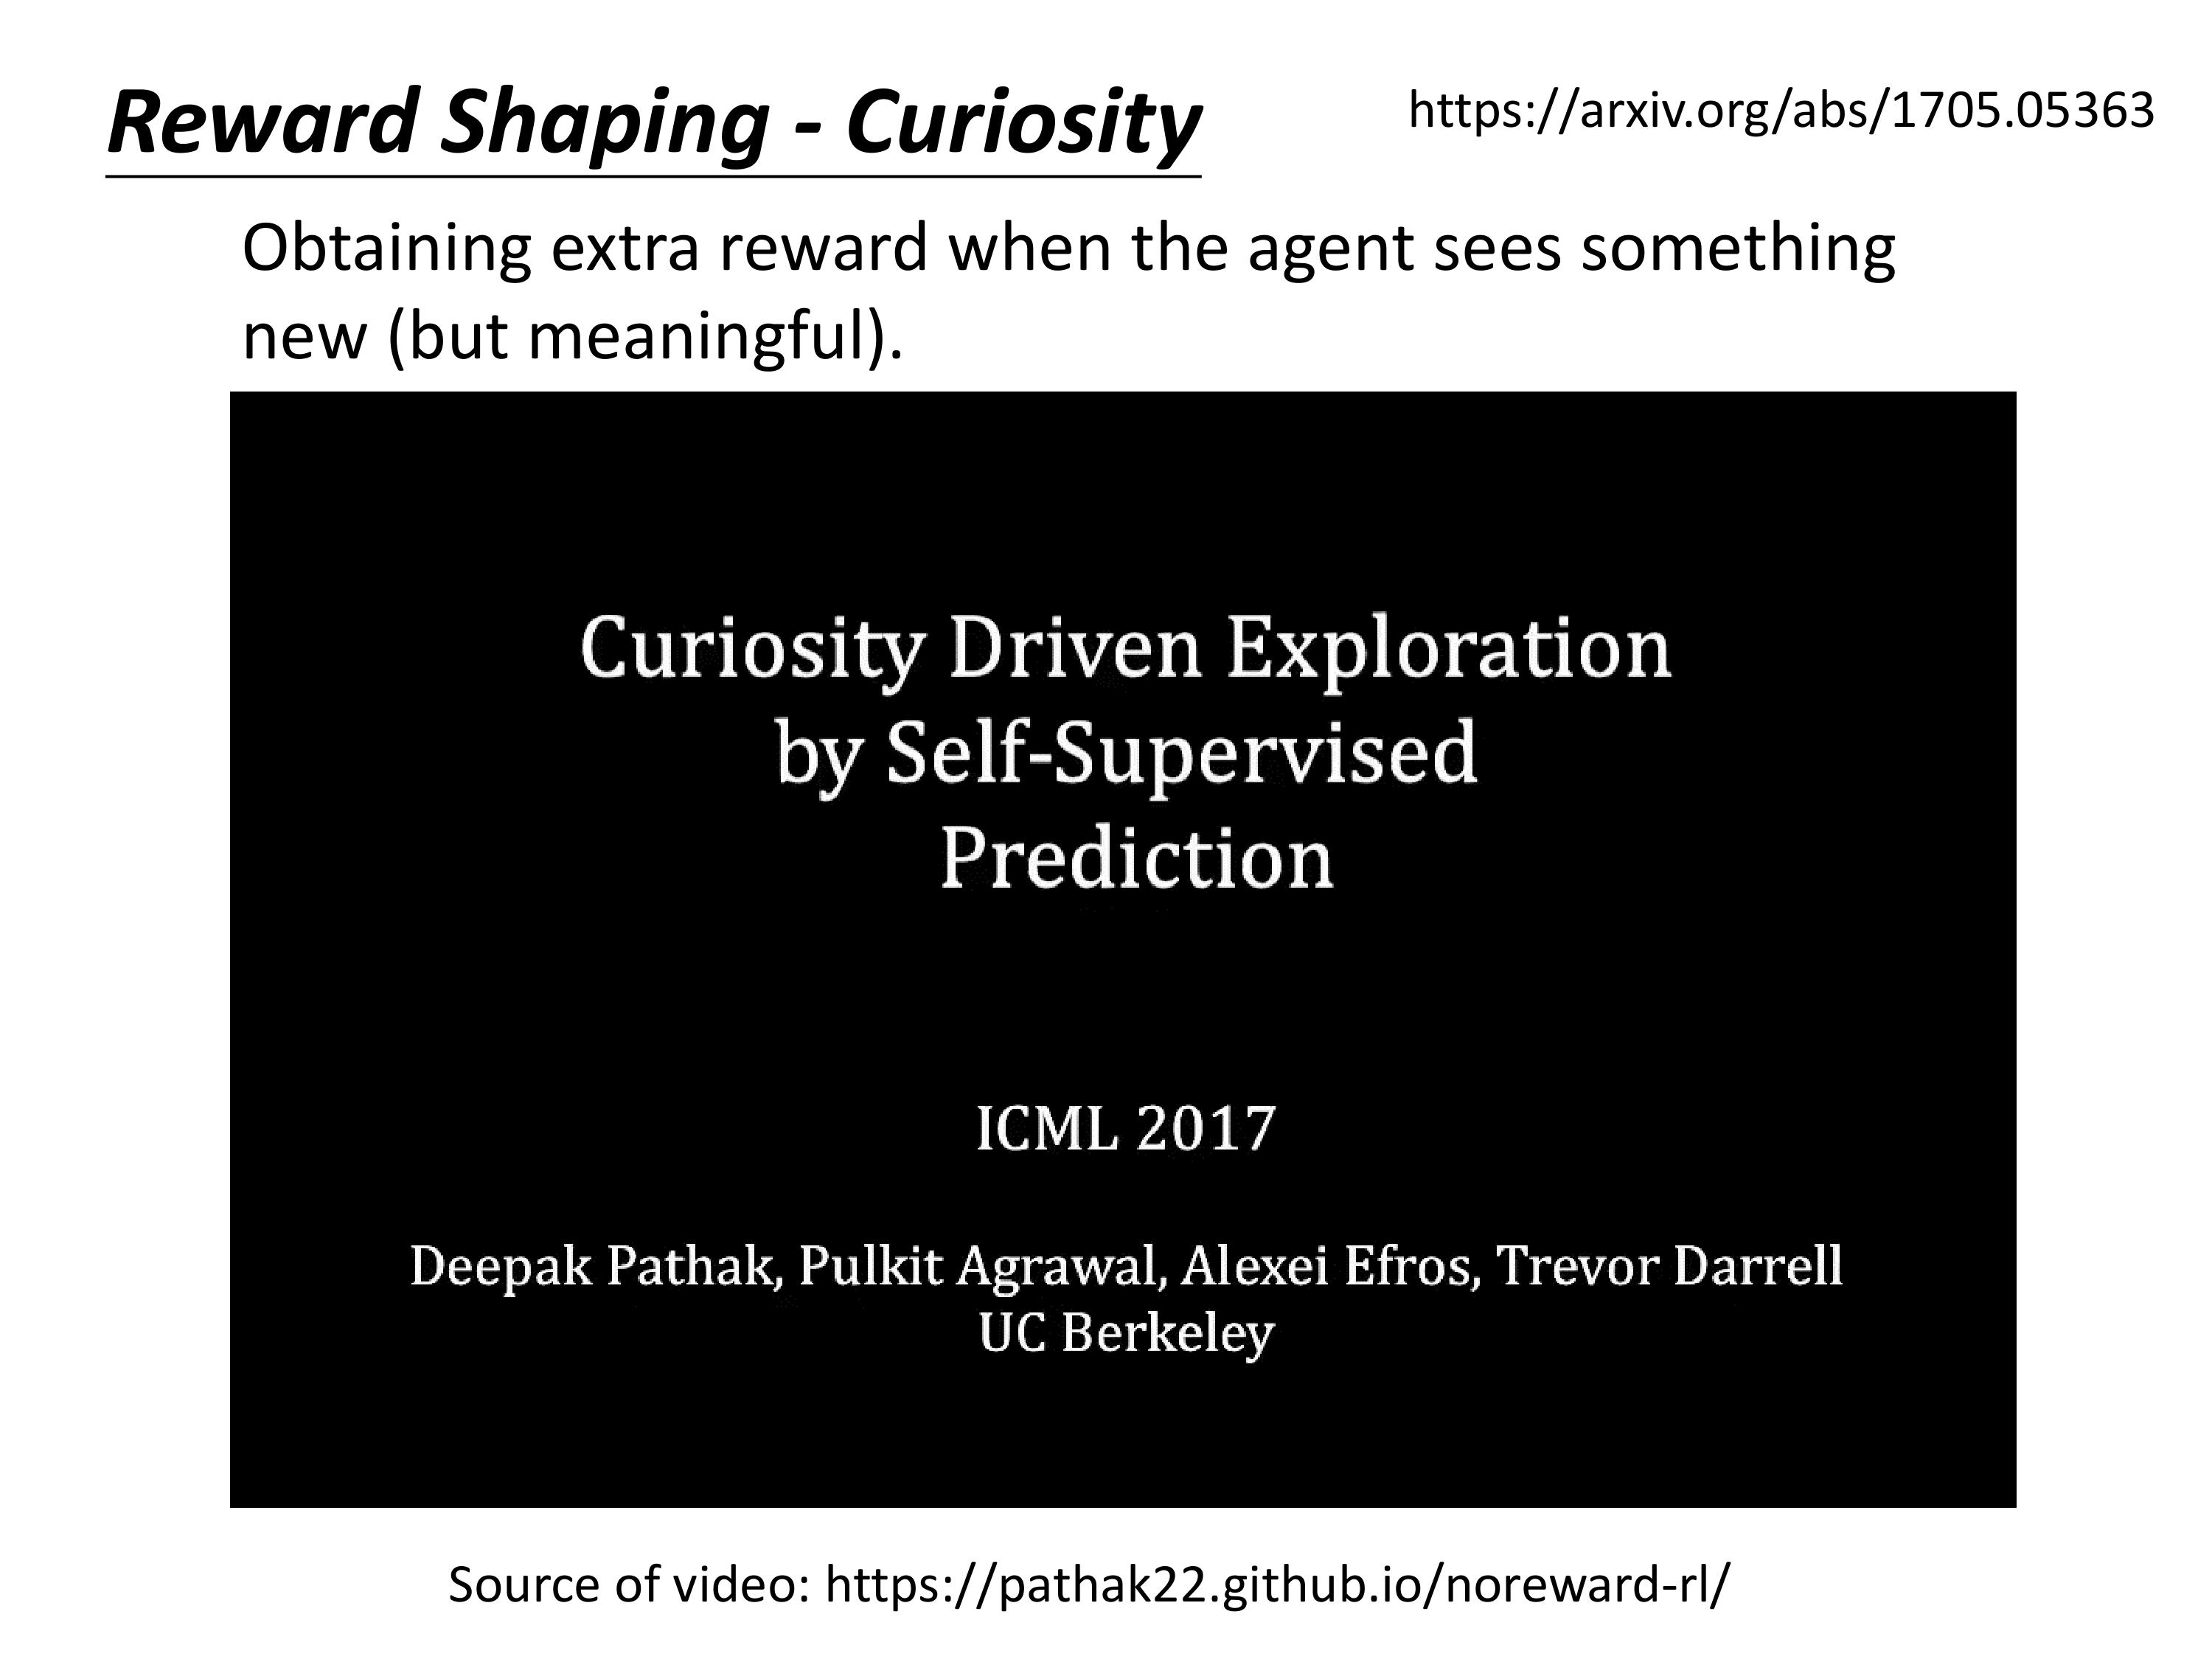 Reward Shaping - Curiosity
https://arxiv.org/abs/1705.05363
Obtaining extra reward when the agent sees something
new (but meaningful).
Curiosity Driven Exploration
by Self-Supervised
Prediction
ICML 2017
Deepak Pathak, Pulkit Agrawal, Alexei Efros, Trevor Darrell
UC Berkeley
Source of video: https://pathak22.github.io/noreward-rl/